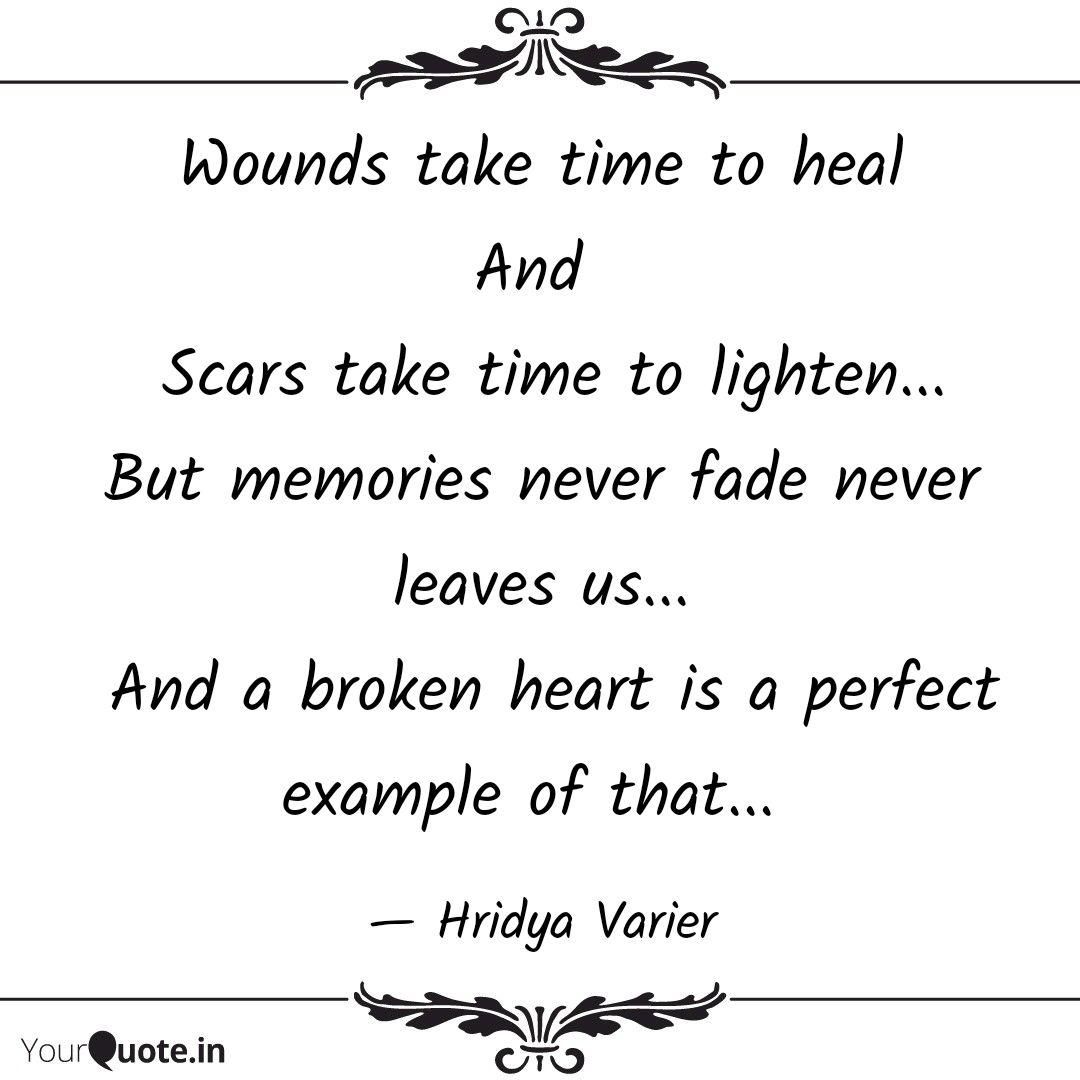 Wounds take time to heal
And
Scars take time to lighten...
But memories never fade never
leaves us...
And a broken heart is a perfect
example of that...
— Hridya Varier
YourQuote.in